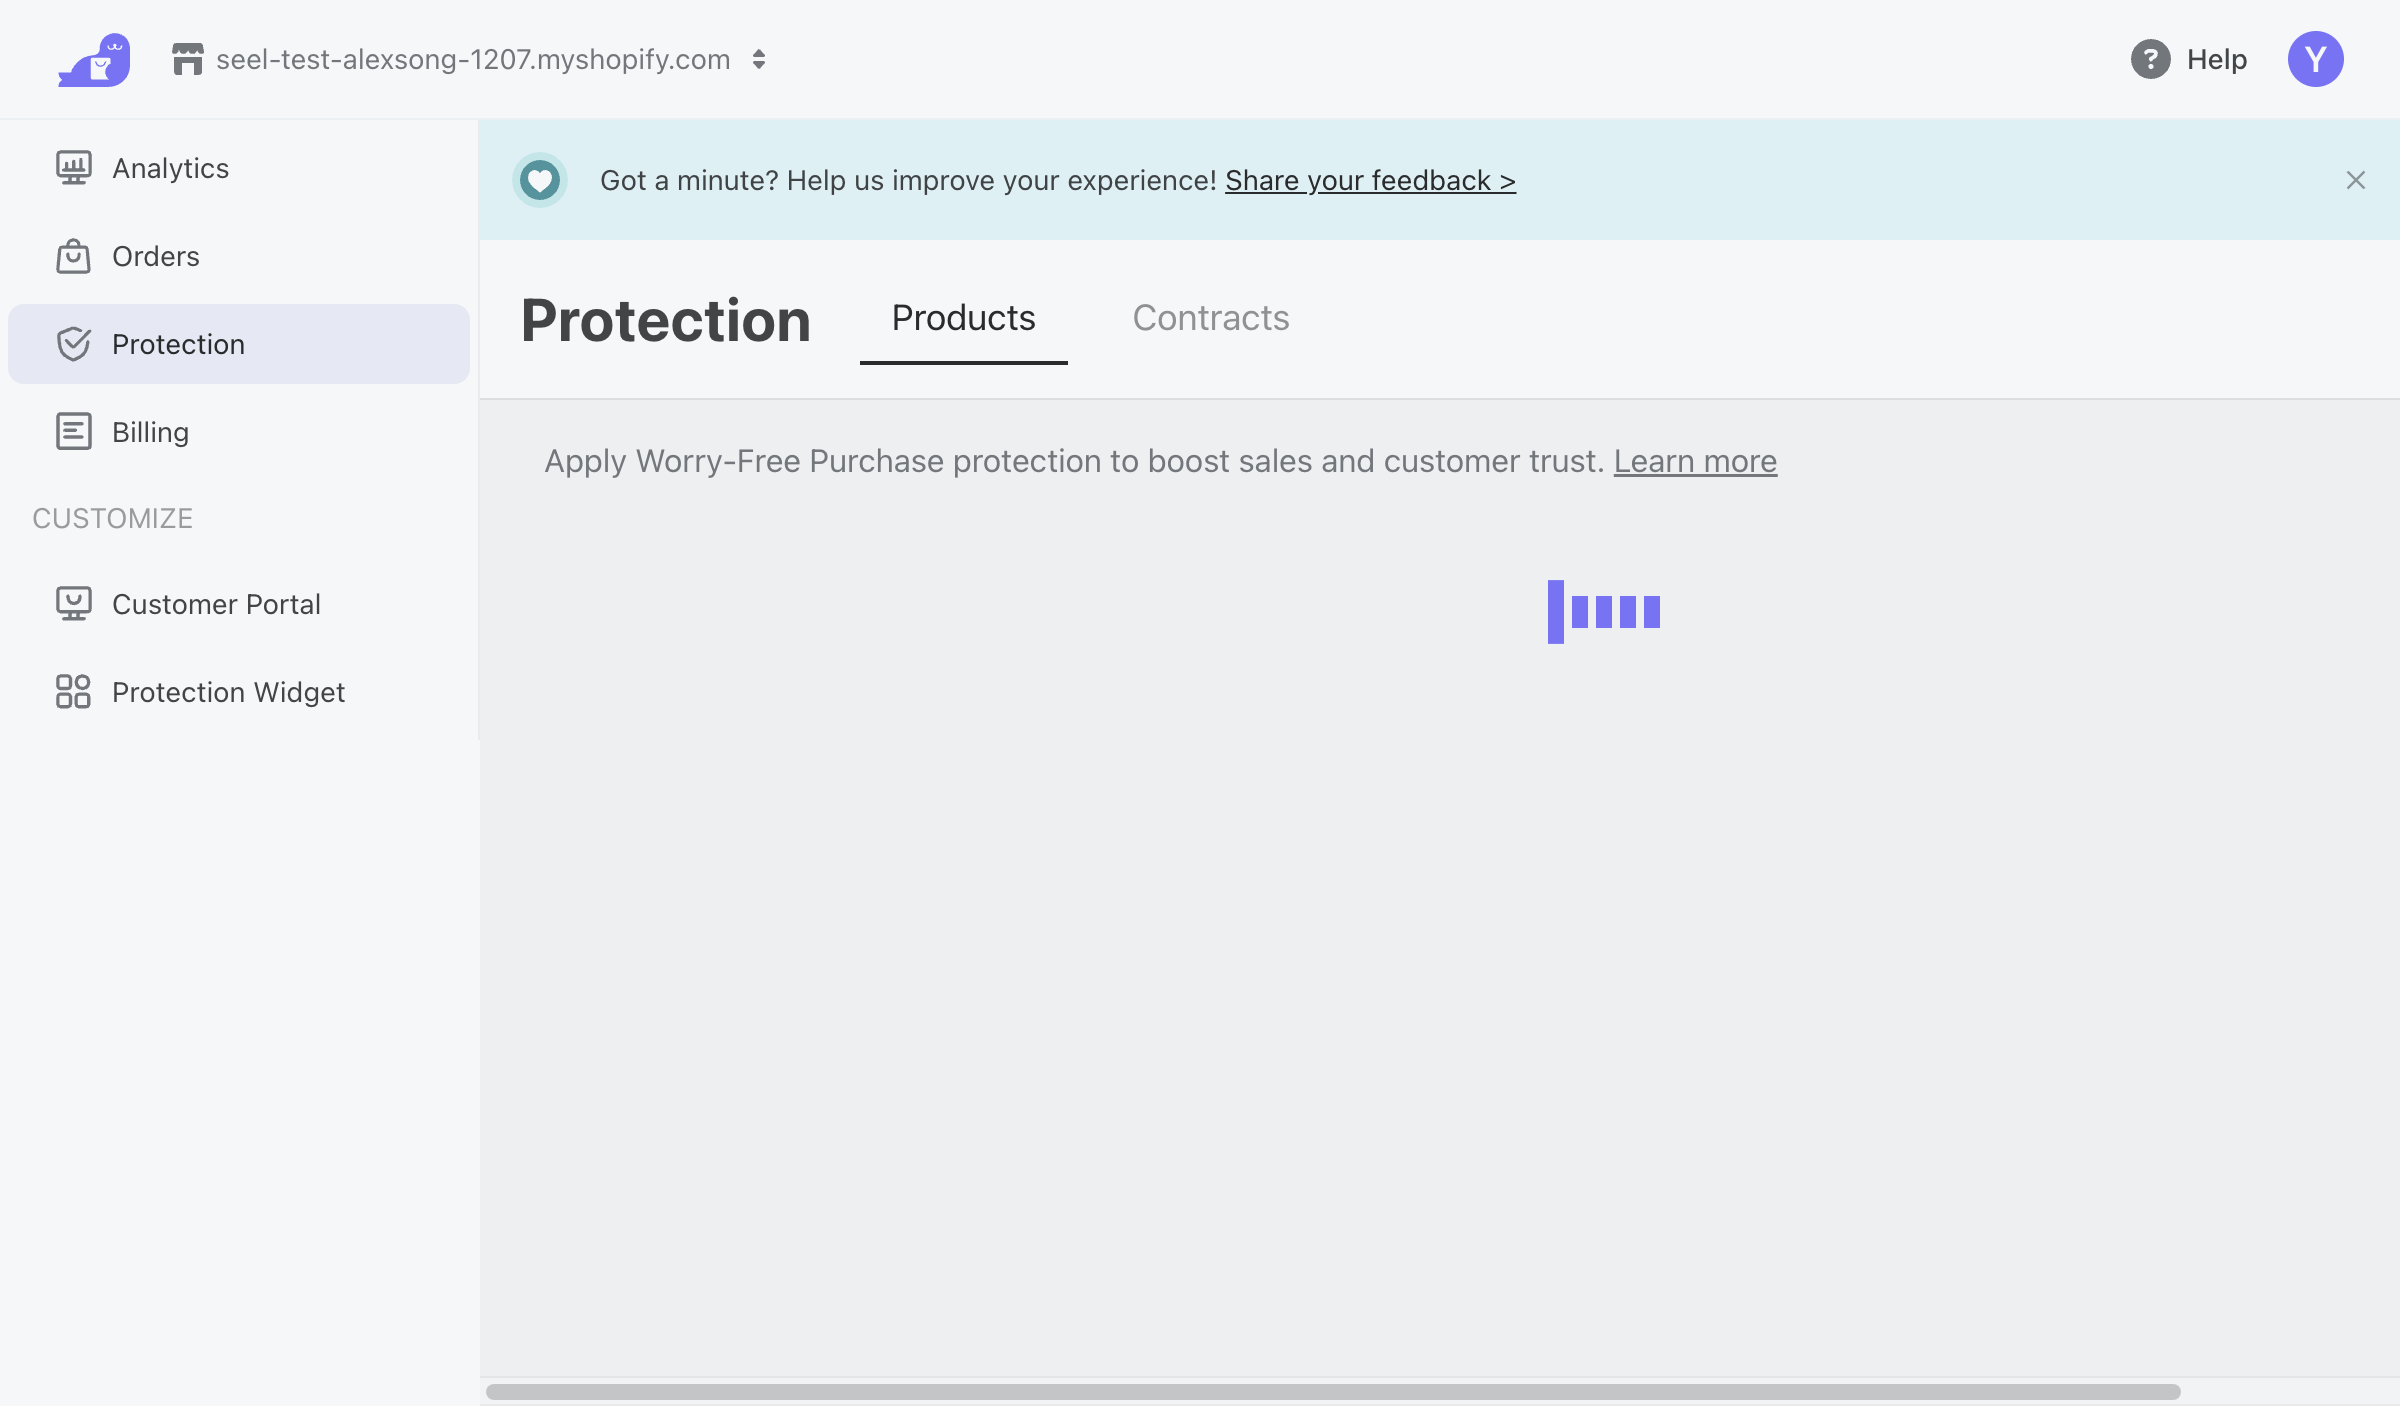 seel-test-alexsong-1207.myshopify.com
? Help
Y
Analytics
Orders
Protection
Billing
CUSTOMIZE
Customer Portal
Protection Widget
Got a minute? Help us improve your experience! Share your feedback >
Protection
Products
Contracts
Apply Worry-Free Purchase protection to boost sales and customer trust. Learn more